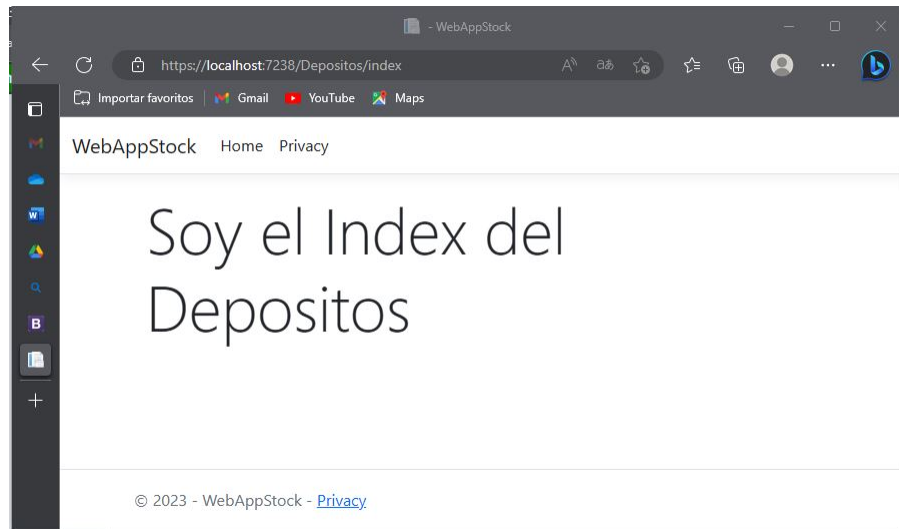 - WebAppStock
https://localhost:7238/Depositos/index
Importar favoritos Gmail YouTube Maps
WebAppStock Home Privacy
Soy el Index del
Depositos
© 2023 - WebAppStock - Privacy